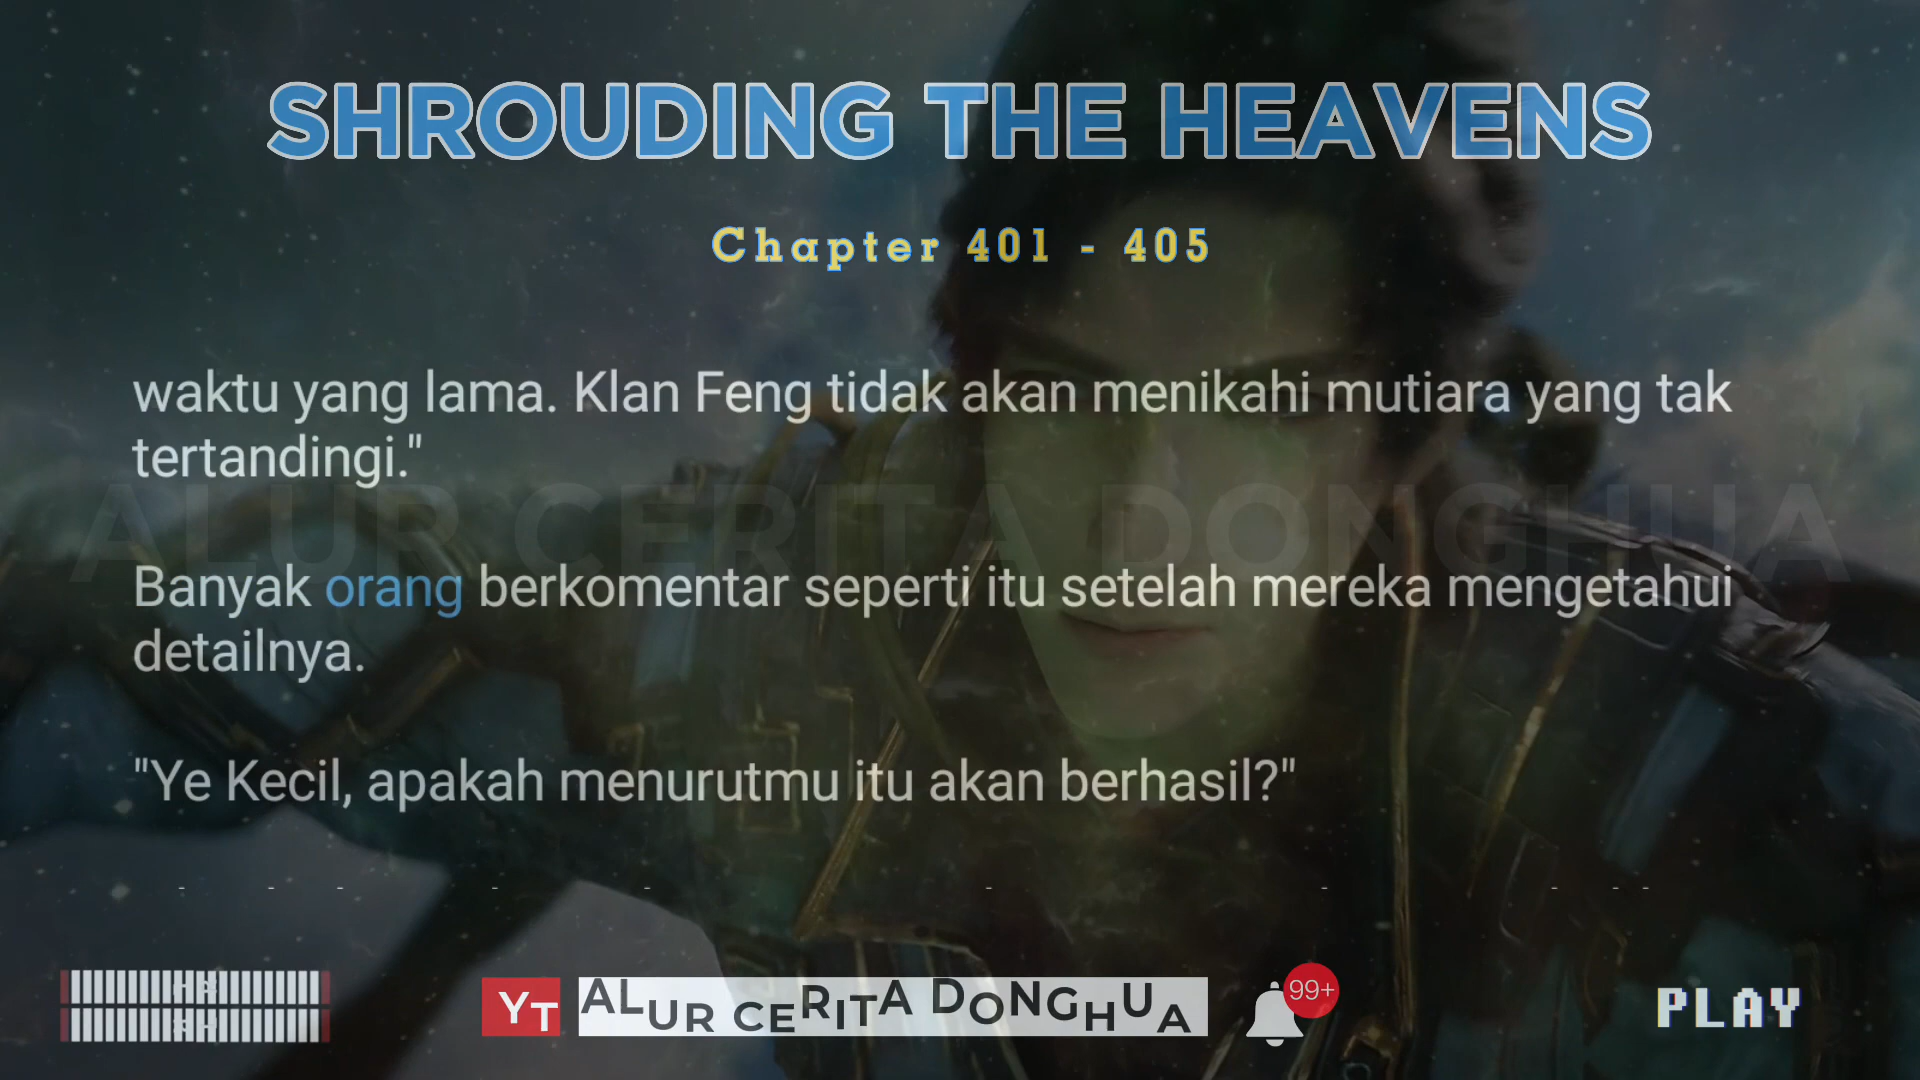 SHROUDING THE HEAVENS
Chapter 401 - 405
waktu yang lama. Klan Feng tidak akan menikahi mutiara yang tak
tertandingi."
ALUR CERITA DONGHUA
Banyak orang berkomentar seperti itu setelah mereka mengetahui
detailnya.
"Ye Kecil, apakah menurutmu itu akan berhasil?"
YT ALUR CERITA DONGHUA 99+
PLAY